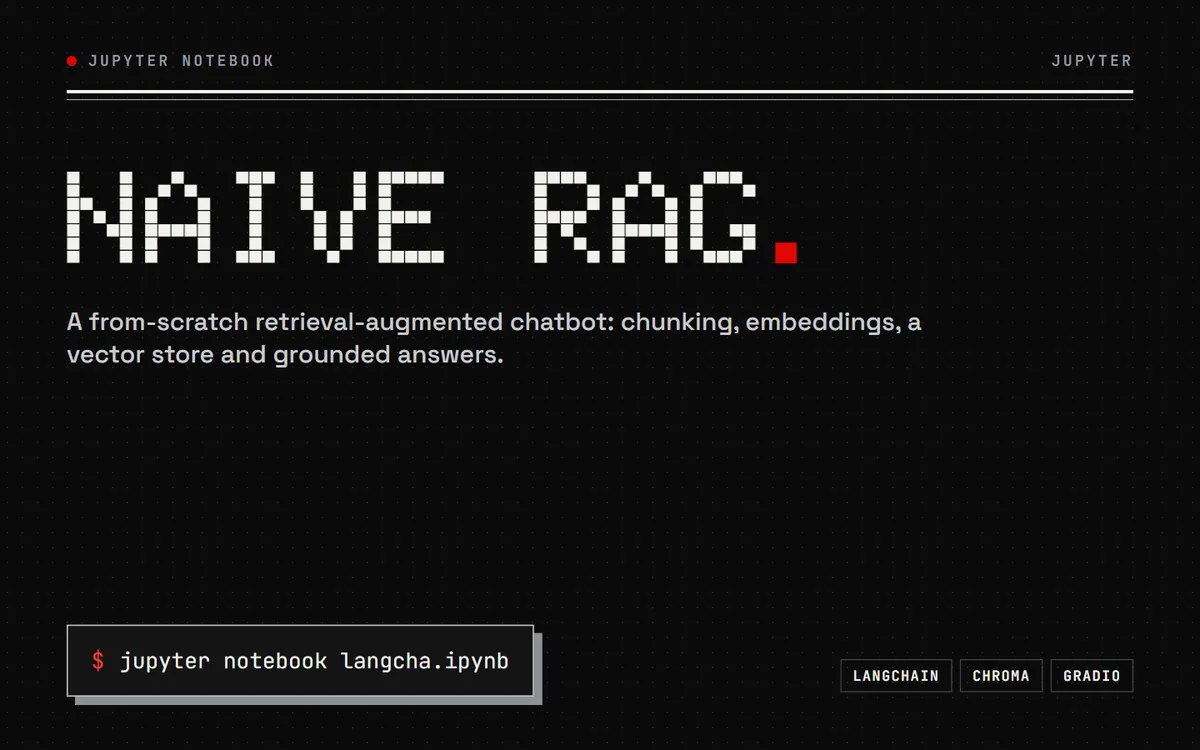 JUPYTER NOTEBOOK
JUPYTER
NAIVE RAG.
A from-scratch retrieval-augmented chatbot: chunking, embeddings, a
vector store and grounded answers.
$ jupyter notebook langcha.ipynb
LANGCHAIN
CHROMA
GRADIO